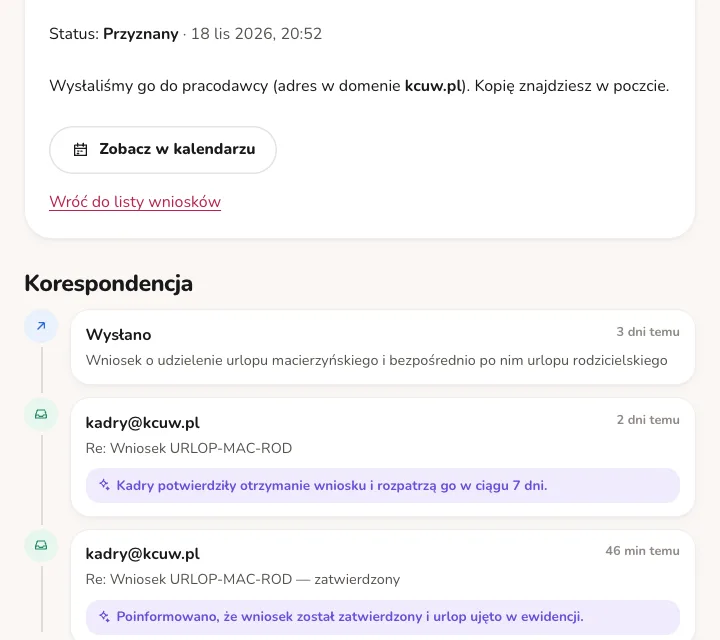 Status: Przyznany · 18 lis 2026, 20:52
Wysłaliśmy go do pracodawcy (adres w domenie kcuw.pl). Kopię znajdziesz w poczcie.
Zobacz w kalendarzu
Wróć do listy wniosków
Korespondencja
Wysłano
3 dni temu
Wniosek o udzielenie urlopu macierzyńskiego i bezpośrednio po nim urlopu rodzicielskiego
kadry@kcuw.pl
2 dni temu
Re: Wniosek URLOP-MAC-ROD
Kadry potwierdziły otrzymanie wniosku i rozpatrzą go w ciągu 7 dni.
kadry@kcuw.pl
46 min temu
Re: Wniosek URLOP-MAC-ROD — zatwierdzony
Poinformowano, że wniosek został zatwierdzony i urlop ujęto w ewidencji.